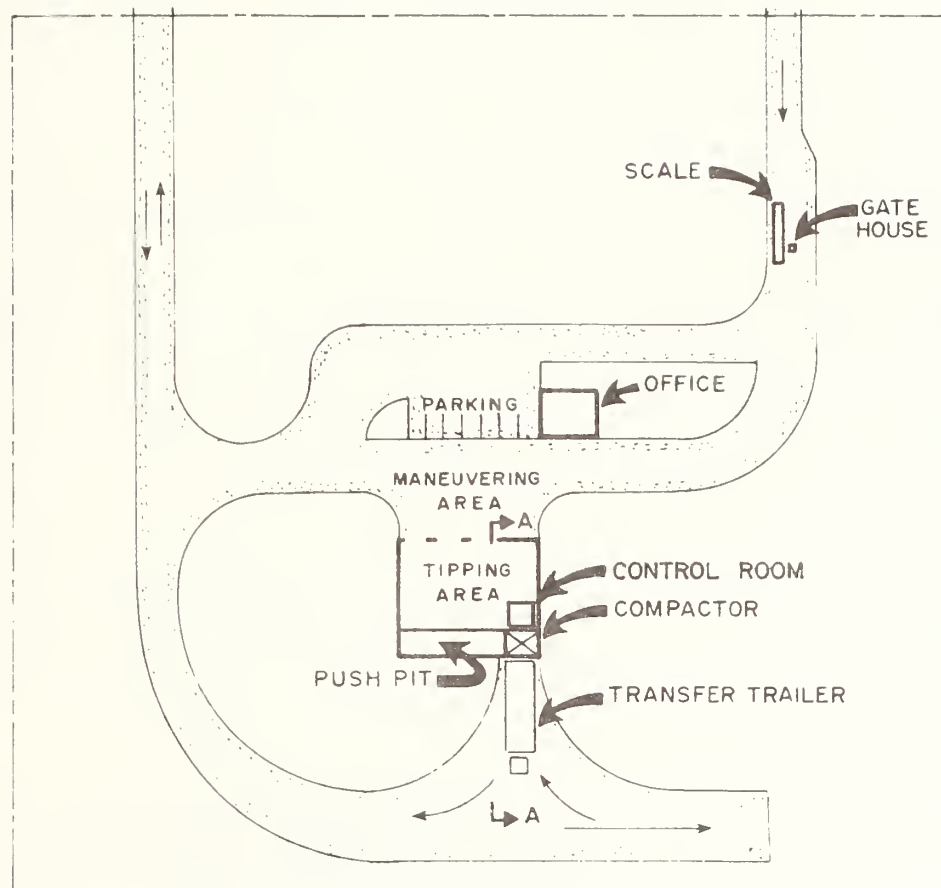 SCALE
GATE
HOUSE
OFFICE
PARKING
MANEUVERING
AREA
A
TIPPING
AREA
CONTROL ROOM
COMPACTOR
PUSH PIT
TRANSFER TRAILER
A